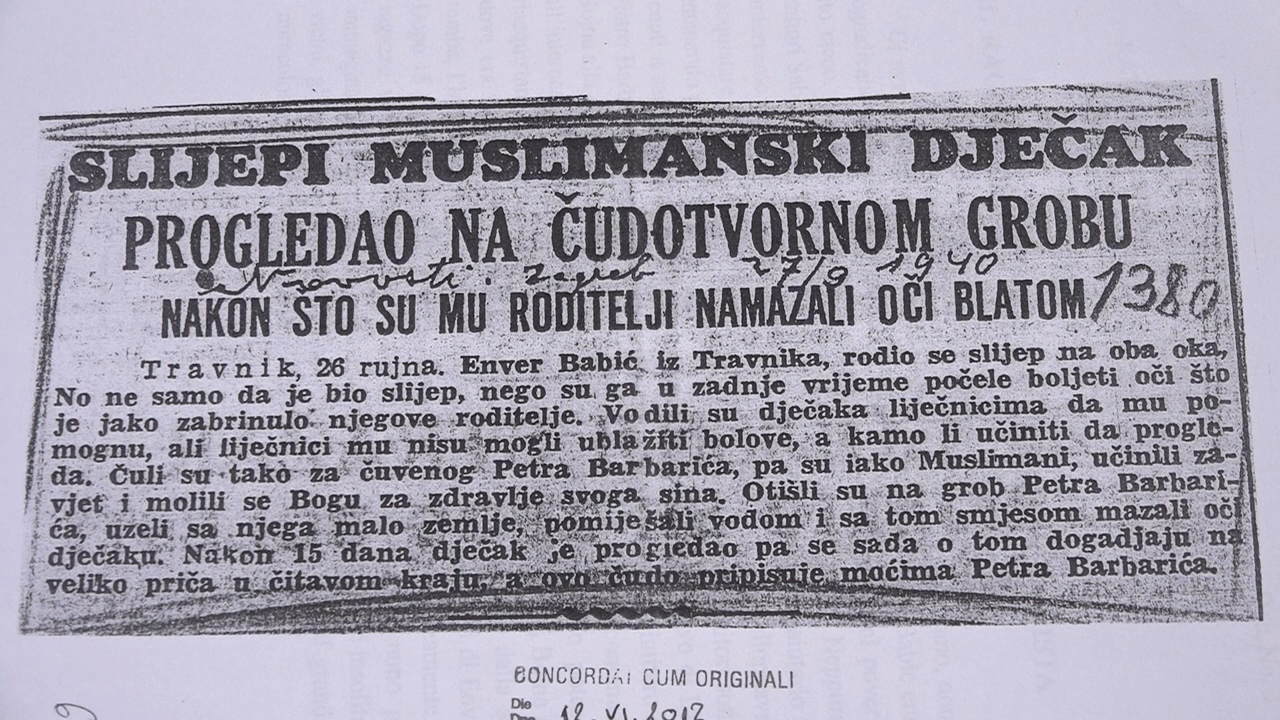 SLIJEPI MUSLIMANSKI DJEČAK
PROGLEDAO NA ČUDOTVORNOM GROBU
Novosti. Zagreb 27/9 1940
NAKON ŠTO SU MU RODITELJI NAMAZALI OČI BLATOM 1380
Travnik, 26 rujna. Enver Babić iz Travnika, rodio se slijep na oba oka,
No ne samo da je bio slijep, nego su ga u zadnje vrijeme počele boljeti oči što
je jako zabrinulo njegove roditelje. Vodili su dječaka liječnicima da mu po-
mognu, ali liječnici mu nisu mogli ublažiti bolove, a kamo li učiniti da progle-
da. Čuli su tako za čuvenog Petra Barbarića, pa su iako Muslimani, učinili za-
vjet i molili se Bogu za zdravlje svoga sina. Otišli su na grob Petra Barbari-
ća, uzeli sa njega malo zemlje, pomiješali vodom i sa tom smjesom mazali oči
dječaku. Nakon 15 dana dječak je progledao pa se sada o tom dogadjaju na
veliko priča u čitavom kraju, a ovo čudo pripisuje moćima Petra Barbarića.
CONCORDAT CUM ORIGINALI
Die 12.VI.2012